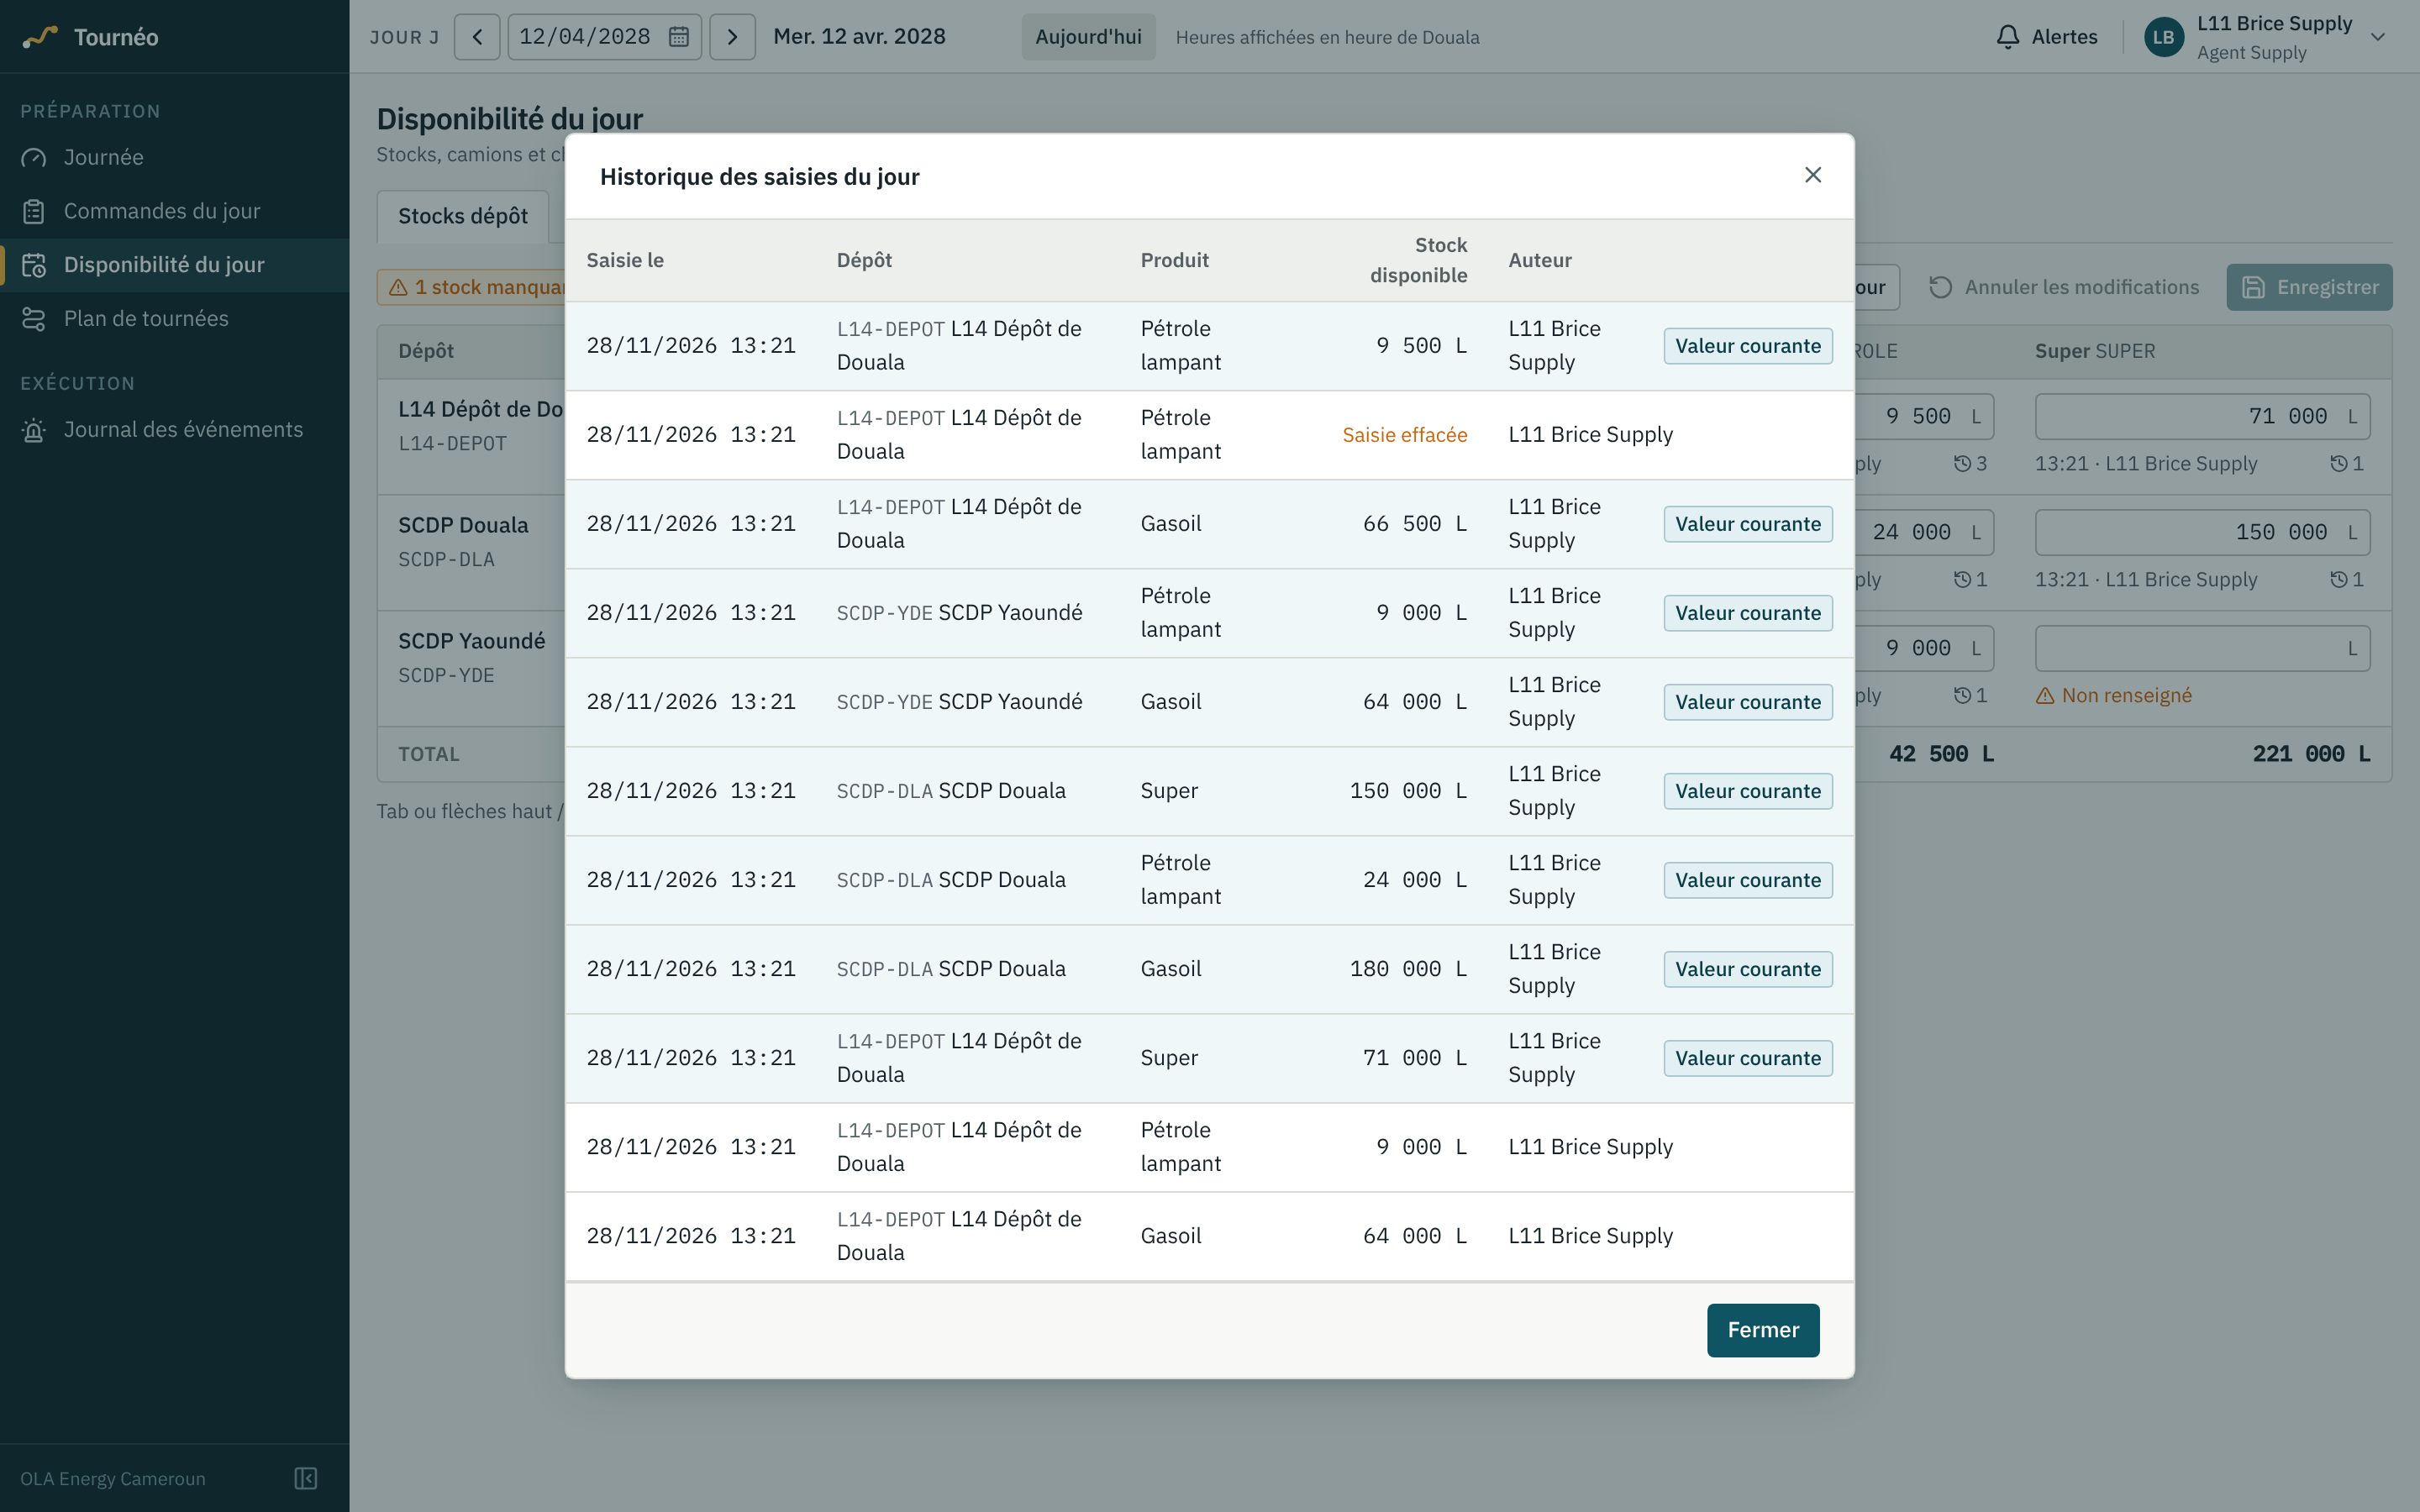 Tournéo
JOUR J
12/04/2028
Mer. 12 avr. 2028
Aujourd'hui
Heures affichées en heure de Douala
Alertes
LB
L11 Brice Supply
Agent Supply
PRÉPARATION
Journée
Commandes du jour
Disponibilité du jour
Plan de tournées
EXÉCUTION
Journal des événements
OLA Energy Cameroun
Disponibilité du jour
Stocks, camions et
Stocks dépôt
1 stock
Annuler les modifications
Enregistrer
Dépôt
Super SUPER
L14 Dépôt de
L14-DEPOT
9 500 L
3
71 000 L
13:21 · L11 Brice Supply
1
SCDP Douala
SCDP-DLA
24 000 L
1
150 000 L
13:21 · L11 Brice Supply
1
SCDP Yaoundé
SCDP-YDE
9 000 L
1
L
Non renseigné
TOTAL
42 500 L
221 000 L
Tab ou flèches haut /
Historique des saisies du jour
Saisie le
Dépôt
Produit
Stock
disponible
Auteur
28/11/2026 13:21
L14-DEPOT L14 Dépôt de
Douala
Pétrole
lampant
9 500 L
L11 Brice
Supply
Valeur courante
28/11/2026 13:21
L14-DEPOT L14 Dépôt de
Douala
Pétrole
lampant
Saisie effacée
L11 Brice Supply
28/11/2026 13:21
L14-DEPOT L14 Dépôt de
Douala
Gasoil
66 500 L
L11 Brice
Supply
Valeur courante
28/11/2026 13:21
SCDP-YDE SCDP Yaoundé
Pétrole
lampant
9 000 L
L11 Brice
Supply
Valeur courante
28/11/2026 13:21
SCDP-YDE SCDP Yaoundé
Gasoil
64 000 L
L11 Brice
Supply
Valeur courante
28/11/2026 13:21
SCDP-DLA SCDP Douala
Super
150 000 L
L11 Brice
Supply
Valeur courante
28/11/2026 13:21
SCDP-DLA SCDP Douala
Pétrole
lampant
24 000 L
L11 Brice
Supply
Valeur courante
28/11/2026 13:21
SCDP-DLA SCDP Douala
Gasoil
180 000 L
L11 Brice
Supply
Valeur courante
28/11/2026 13:21
L14-DEPOT L14 Dépôt de
Douala
Super
71 000 L
L11 Brice
Supply
Valeur courante
28/11/2026 13:21
L14-DEPOT L14 Dépôt de
Douala
Pétrole
lampant
9 000 L
L11 Brice Supply
28/11/2026 13:21
L14-DEPOT L14 Dépôt de
Douala
Gasoil
64 000 L
L11 Brice Supply
Fermer